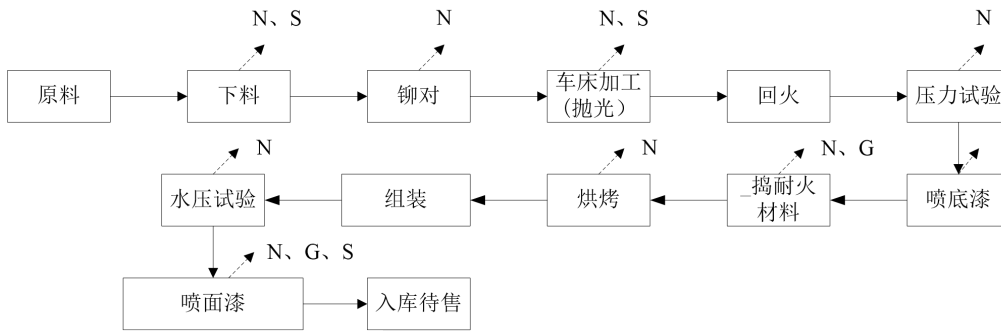 N、S
N
N、S
N
原料
下料
铆对
车床加工
(抛光)
回火
压力试验
N
N
N、G
水压试验
组装
烘烤
捣耐火
材料
喷底漆
N、G、S
喷面漆
入库待售